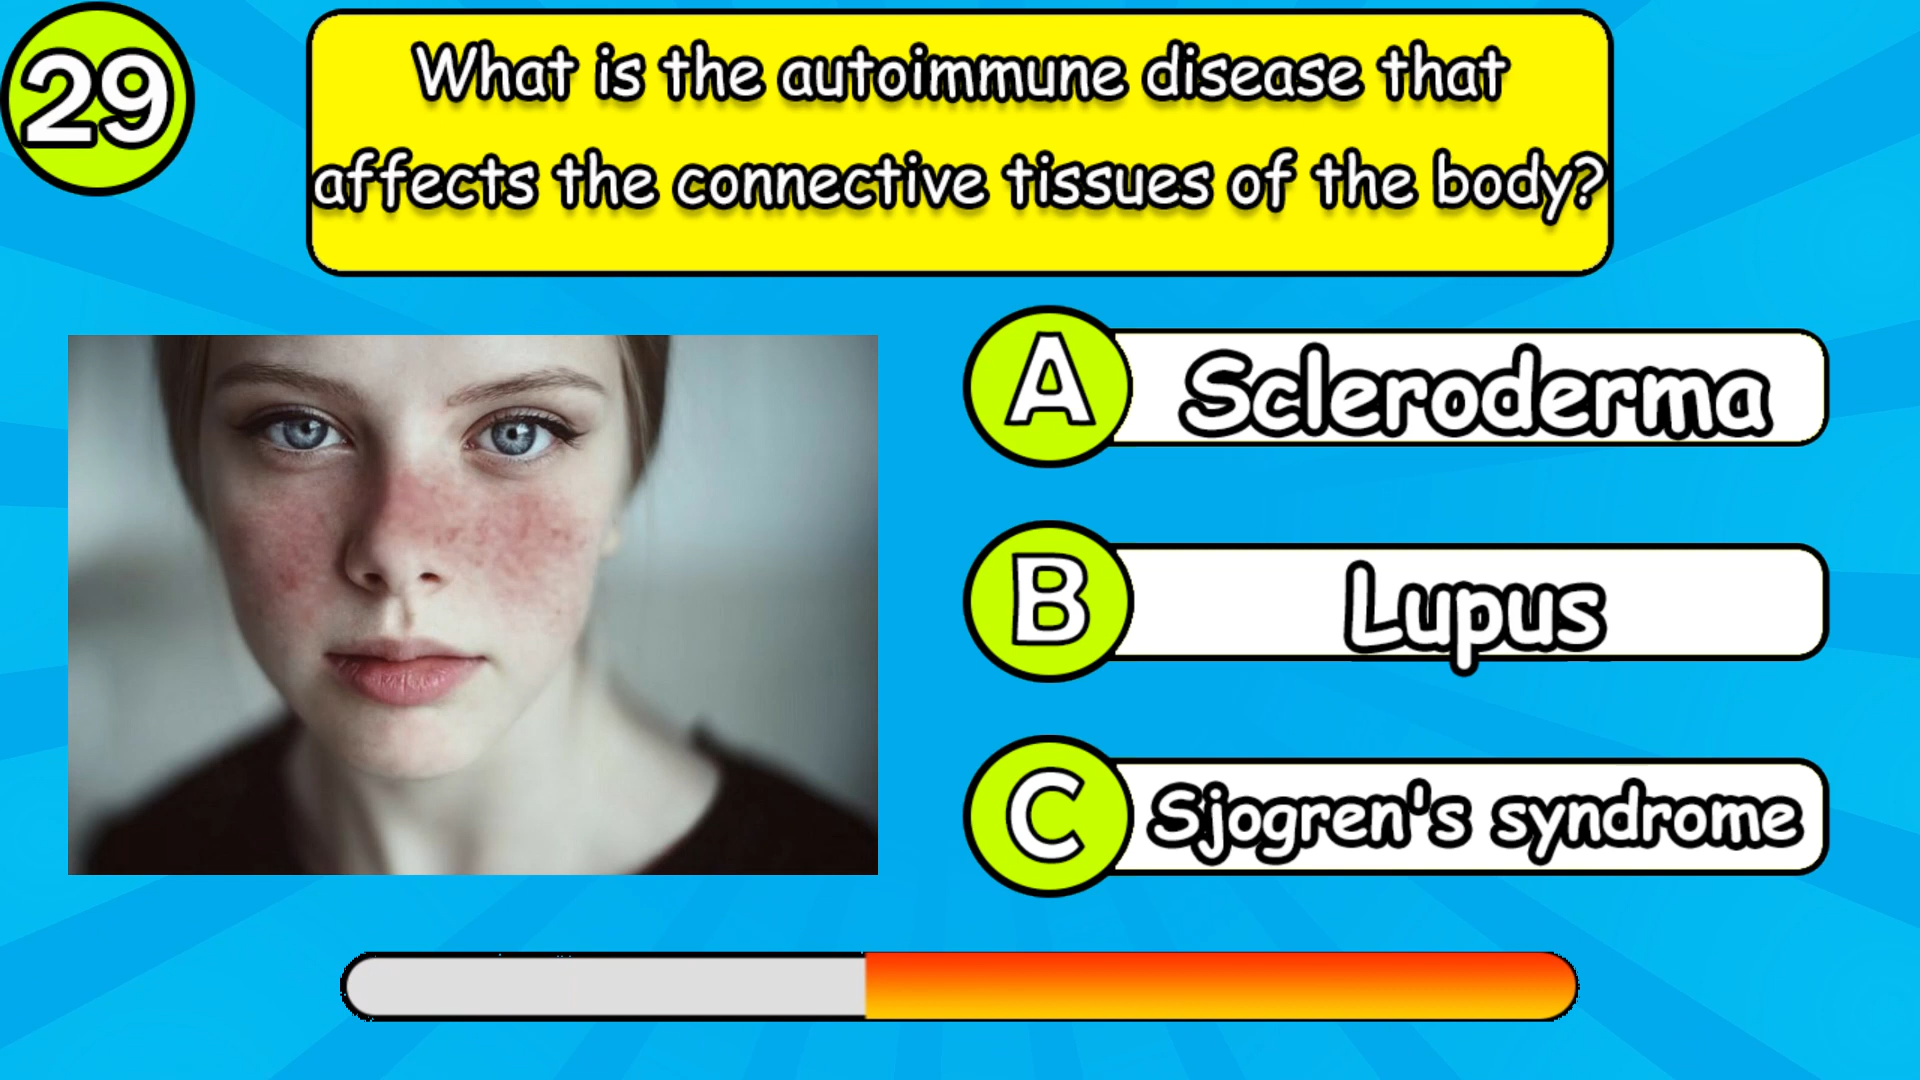 29
What is the autoimmune disease that
affects the connective tissues of the body?
A Scleroderma
B Lupus
C Sjogren's syndrome